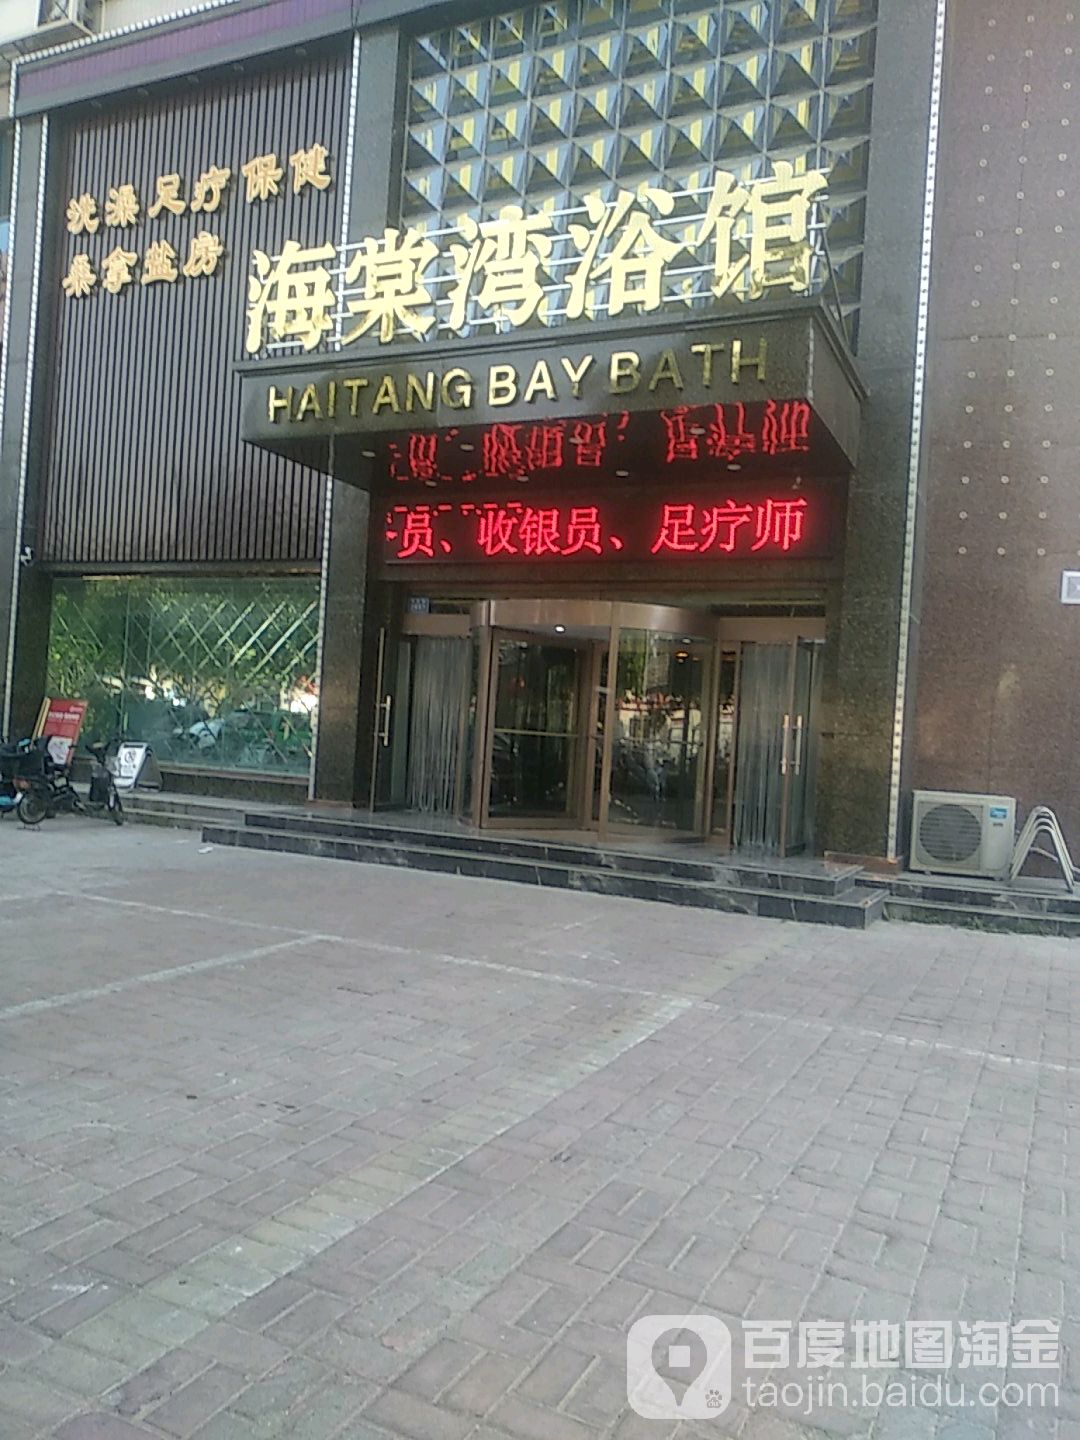 洗澡 足疗 保健
桑拿盐房
海棠湾浴馆
HAITANG BAY BATH
员、收银员、足疗师
百度地图淘金
taojin.baidu.com